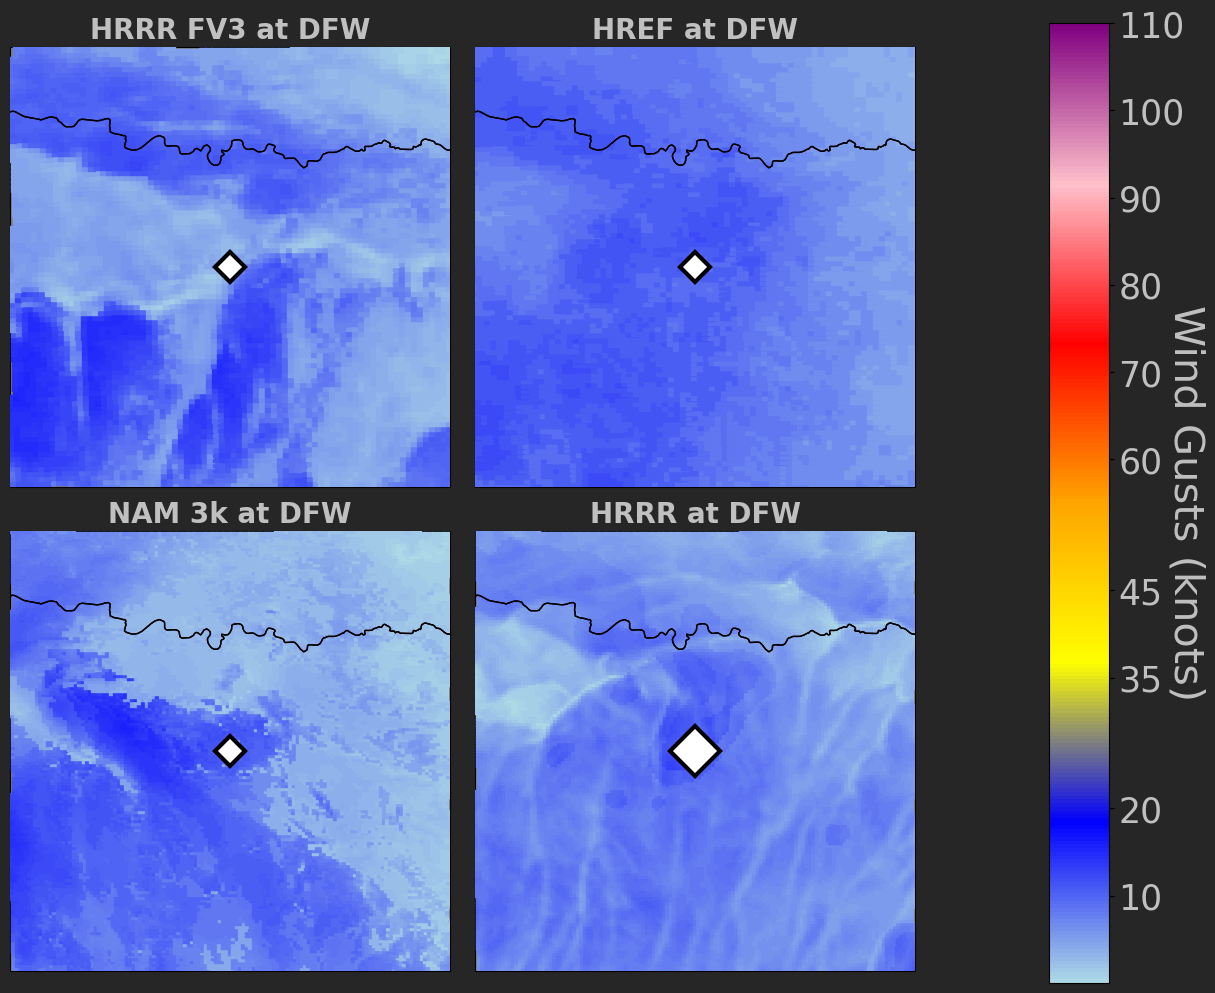 HRRR FV3 at DFW
HREF at DFW
NAM 3k at DFW
HRRR at DFW
110
100
90
80
70
60
45
35
20
10
Wind Gusts (knots)